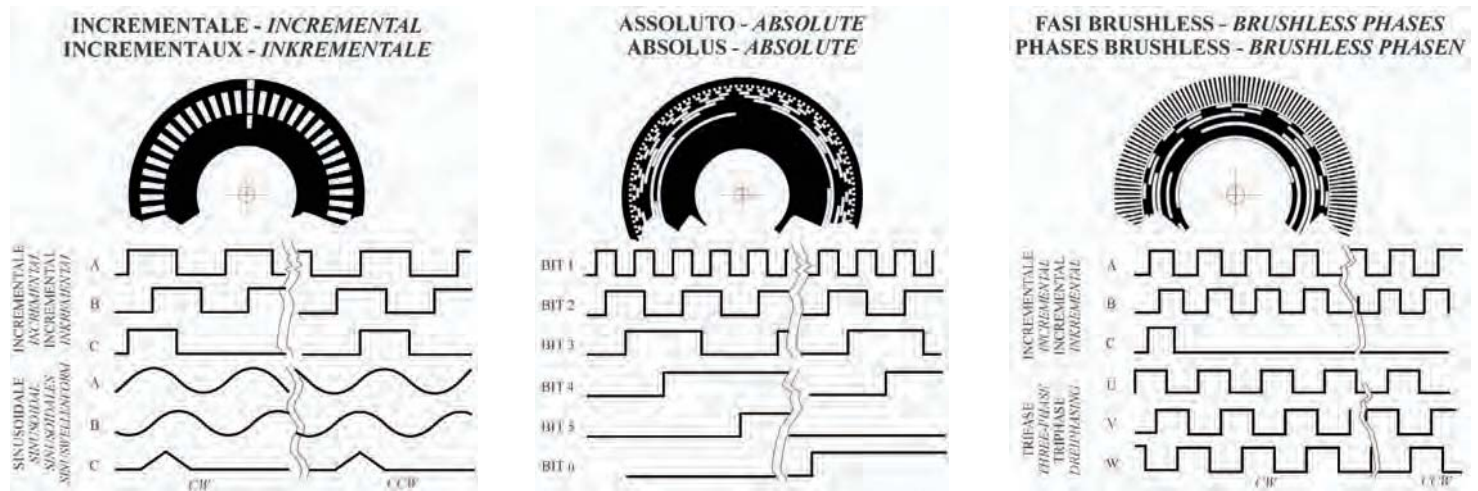 INCREMENTALE - INCREMENTAL
INCREMENTAUX - INKREMENTALE
INCREMENTALE
INCREMENTAL
INCREMENTAL
INKREMENTAL
A
B
C
SINUSOIDALE
SINUSOIDAL
SINUSOIDALES
SINUSWELLENFORM
A
B
C
CW
CCW
ASSOLUTO - ABSOLUTE
ABSOLUS - ABSOLUTE
BIT 1
BIT 2
BIT 3
BIT 4
BIT 5
BIT 6
FASI BRUSHLESS - BRUSHLESS PHASES
PHASES BRUSHLESS - BRUSHLESS PHASEN
INCREMENTALE
INCREMENTAL
INCREMENTAL
INKREMENTAL
A
B
C
TRIFASE
THREE-PHASE
TRIPHASE
DREIPHASING
U
V
W
CW
CCW